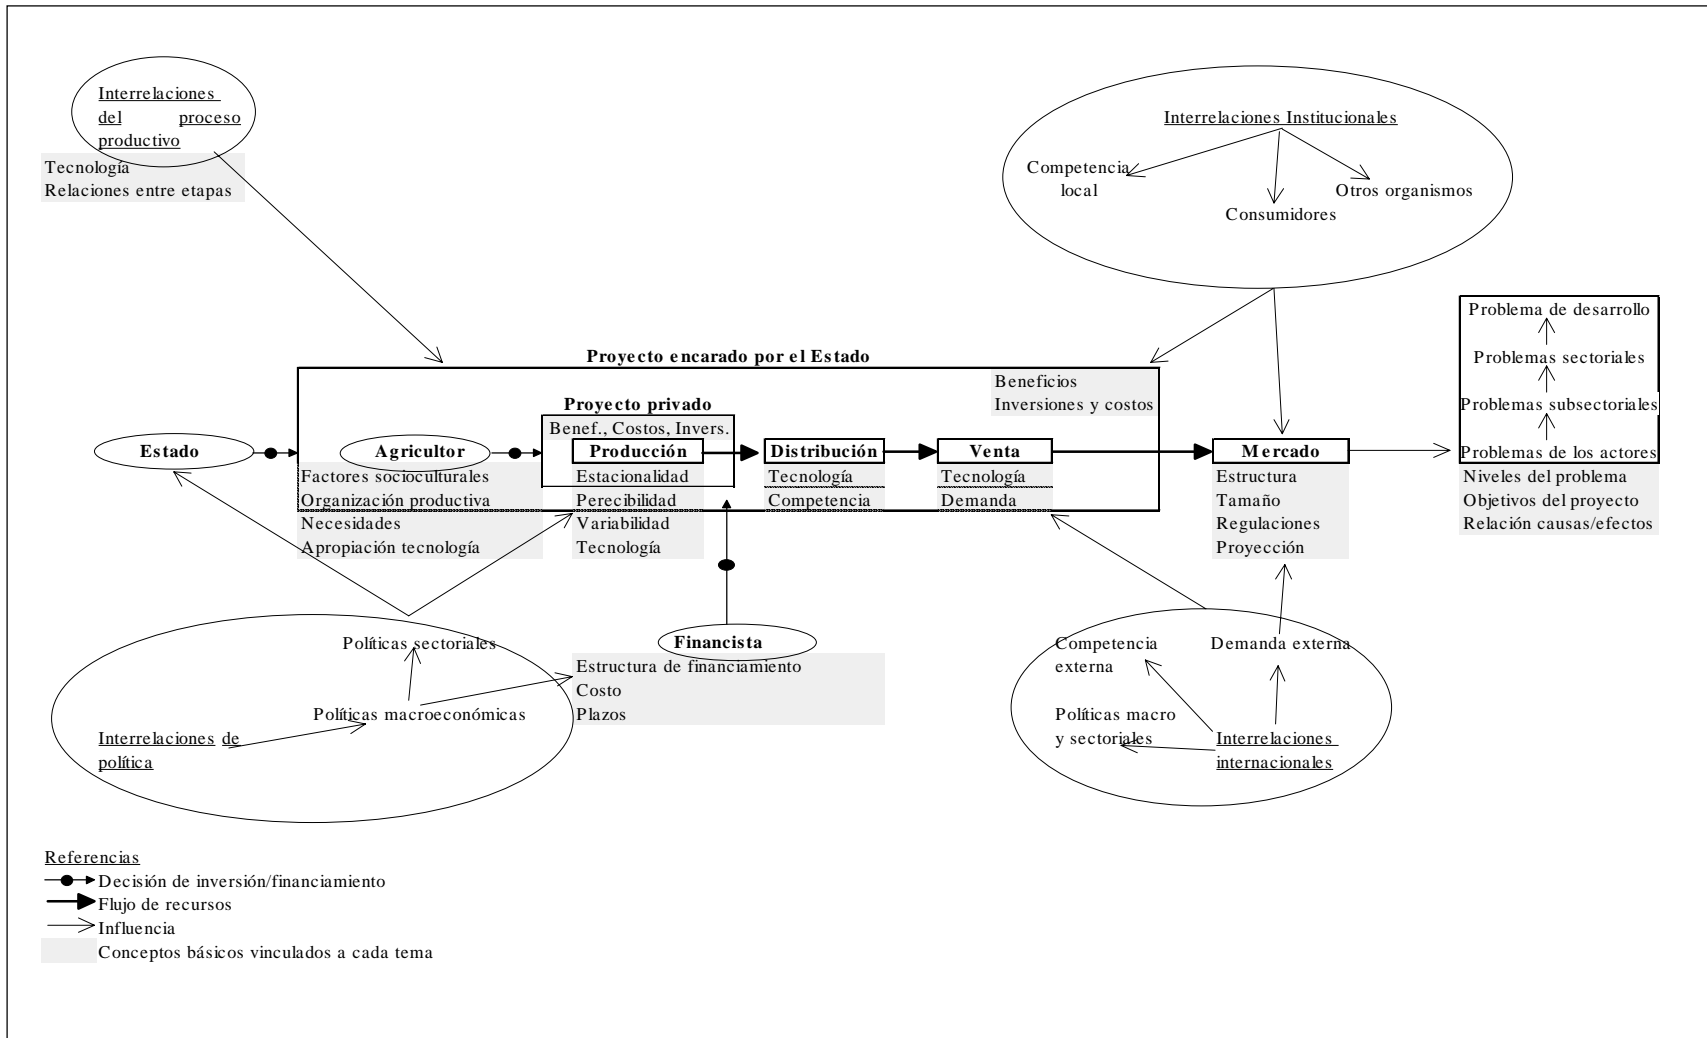 Interrelaciones
del proceso
productivo
Tecnología
Relaciones entre etapas
Interrelaciones Institucionales
Competencia
local
Otros organismos
Consumidores
Problema de desarrollo
Problemas sectoriales
Problemas subsectoriales
Problemas de los actores
Niveles del problema
Objetivos del proyecto
Relación causas/efectos
Proyecto encarado por el Estado
Beneficios
Inversiones y costos
Proyecto privado
Benef., Costos, Invers.
Estado
Agricultor
Producción
Distribución
Venta
Mercado
Factores socioculturales
Organización productiva
Necesidades
Apropiación tecnología
Estacionalidad
Perecibilidad
Variabilidad
Tecnología
Tecnología
Competencia
Tecnología
Demanda
Estructura
Tamaño
Regulaciones
Proyección
Políticas sectoriales
Políticas macroeconómicas
Interrelaciones de
política
Financista
Estructura de financiamiento
Costo
Plazos
Competencia
externa
Demanda externa
Políticas macro
y sectoriales
Interrelaciones
internacionales
Referencias
Decisión de inversión/financiamiento
Flujo de recursos
Influencia
Conceptos básicos vinculados a cada tema